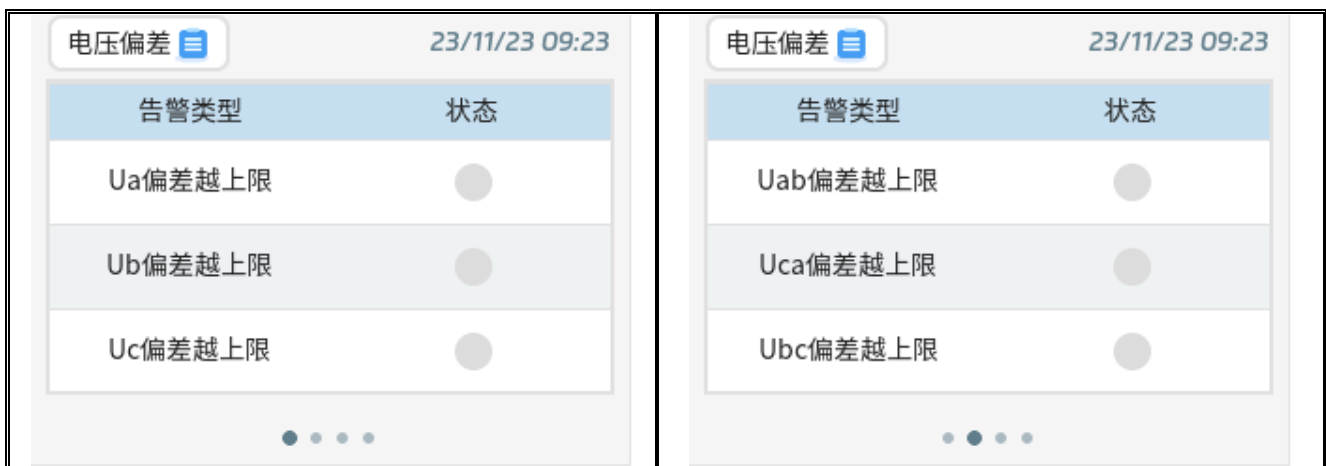 电压偏差
23/11/23 09:23
告警类型 状态
Ua偏差越上限
Ub偏差越上限
Uc偏差越上限
电压偏差
23/11/23 09:23
告警类型 状态
Uab偏差越上限
Uca偏差越上限
Ubc偏差越上限